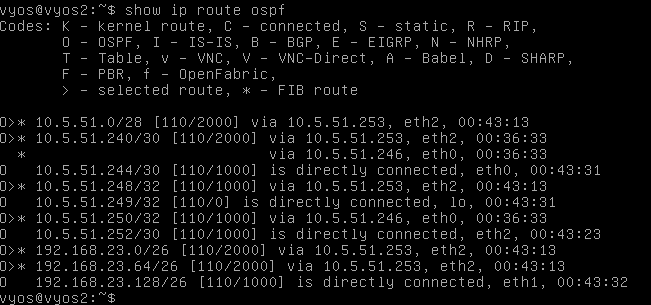 vyos@vyos2:~$ show ip route ospf
Codes: K - kernel route, C - connected, S - static, R - RIP,
       O - OSPF, I - IS-IS, B - BGP, E - EIGRP, N - NHRP,
       T - Table, v - VNC, V - VNC-Direct, A - Babel, D - SHARP,
       F - PBR, f - OpenFabric,
       > - selected route, * - FIB route

O>* 10.5.51.0/28 [110/2000] via 10.5.51.253, eth2, 00:43:13
O>* 10.5.51.240/30 [110/2000] via 10.5.51.253, eth2, 00:36:33
  *                           via 10.5.51.246, eth0, 00:36:33
O   10.5.51.244/30 [110/1000] is directly connected, eth0, 00:43:31
O>* 10.5.51.248/32 [110/1000] via 10.5.51.253, eth2, 00:43:13
O   10.5.51.249/32 [110/0] is directly connected, lo, 00:43:31
O>* 10.5.51.250/32 [110/1000] via 10.5.51.246, eth0, 00:36:33
O   10.5.51.252/30 [110/1000] is directly connected, eth2, 00:43:23
O>* 192.168.23.0/26 [110/2000] via 10.5.51.253, eth2, 00:43:13
O>* 192.168.23.64/26 [110/2000] via 10.5.51.253, eth2, 00:43:13
O   192.168.23.128/26 [110/1000] is directly connected, eth1, 00:43:32
vyos@vyos2:~$